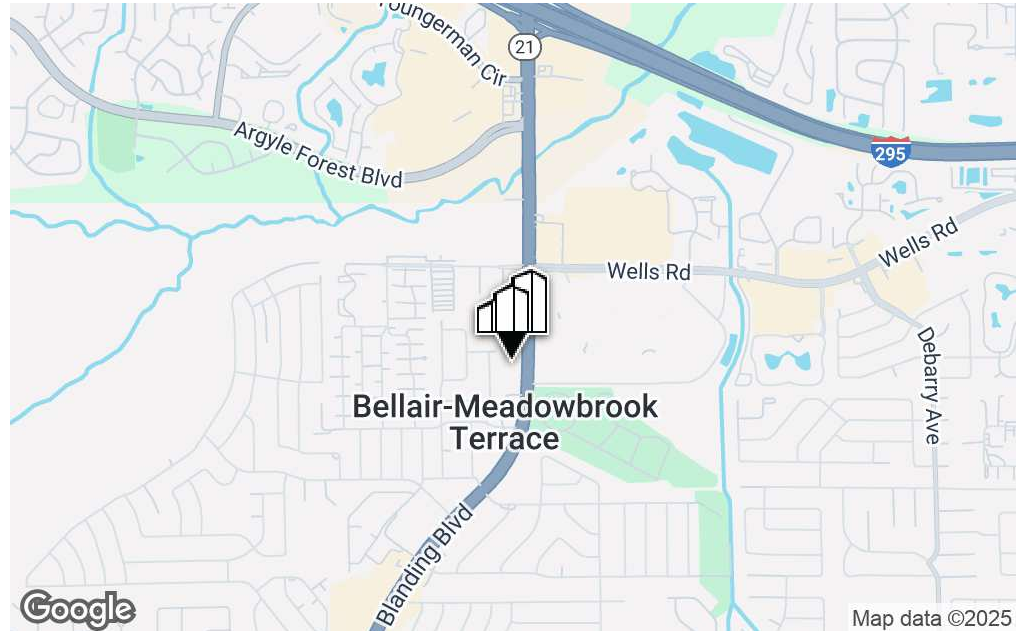 Youngerman Cir
21
Argyle Forest Blvd
295
Wells Rd
Wells Rd
Debarry Ave
Bellair-Meadowbrook
Terrace
Blanding Blvd
Google
Map data ©2025